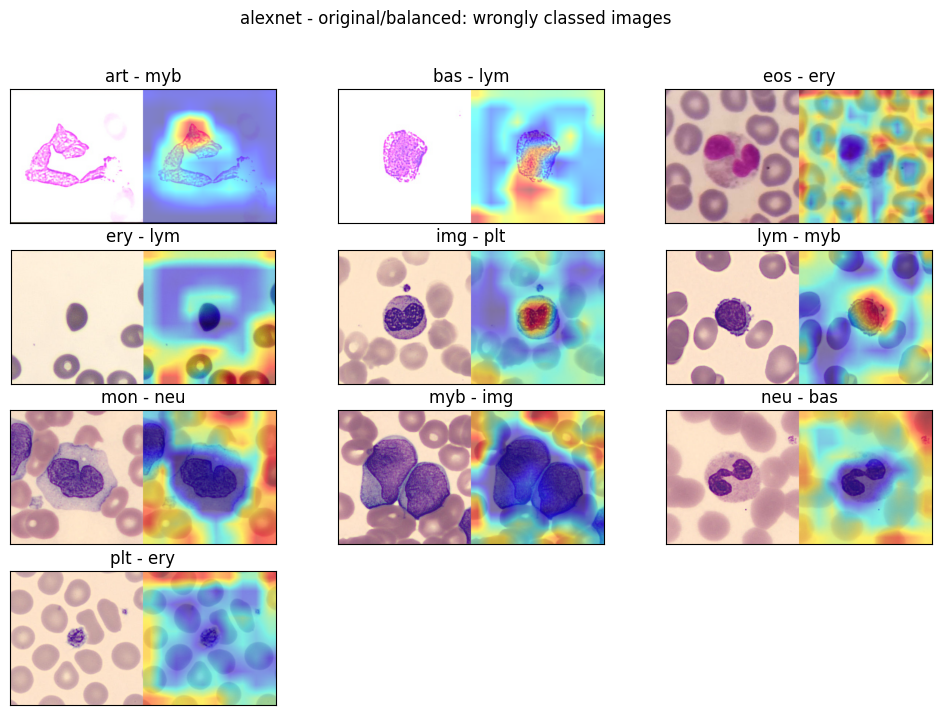 alexnet - original/balanced: wrongly classed images
art - myb
bas - lym
eos - ery
ery - lym
img - plt
lym - myb
mon - neu
myb - img
neu - bas
plt - ery